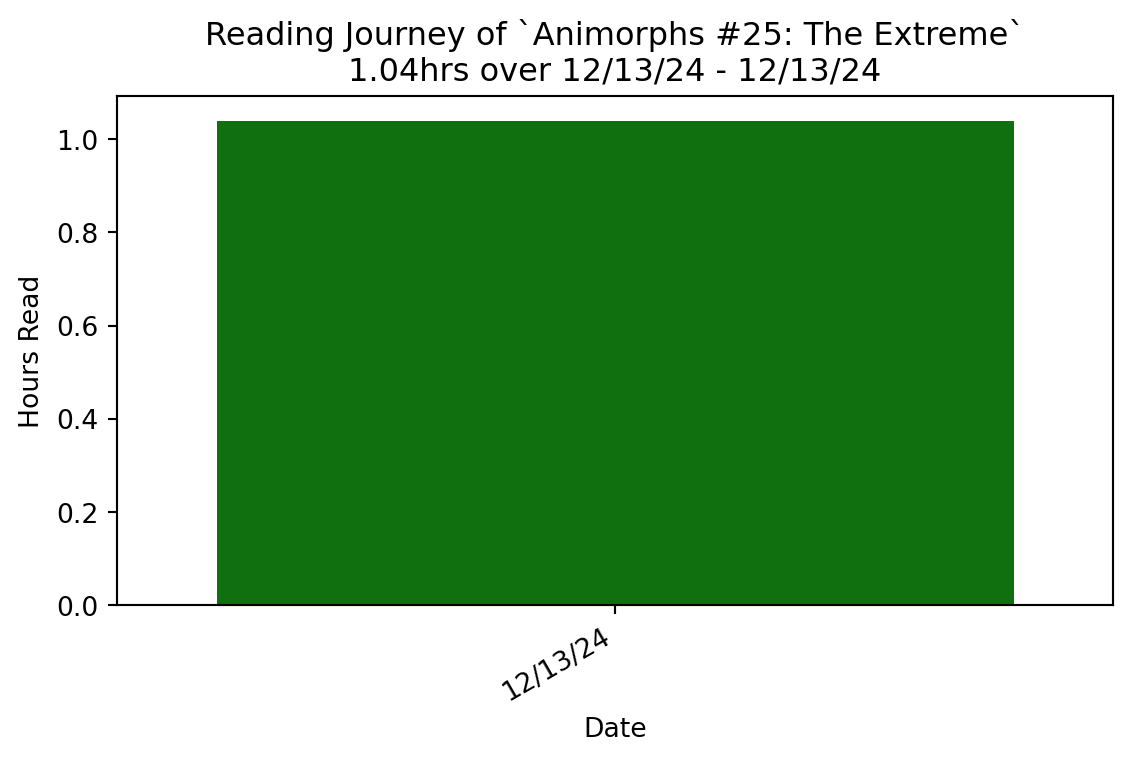 Reading Journey of `Animorphs #25: The Extreme`
1.04hrs over 12/13/24 - 12/13/24
1.0
0.8
0.6
0.4
0.2
0.0
Hours Read
12/13/24
Date